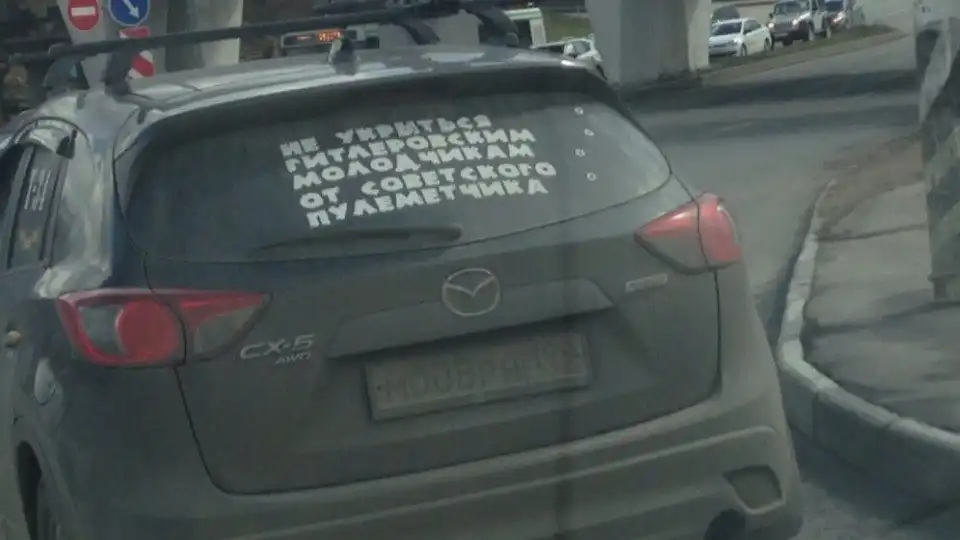 НЕ УКРЫТЬСЯ
ГИТЛЕРОВСКИМ
МОЛОДЧИКАМ
ОТ СОВЕТСКОГО
ПУЛЕМЕТЧИКА
CX-5
AWD